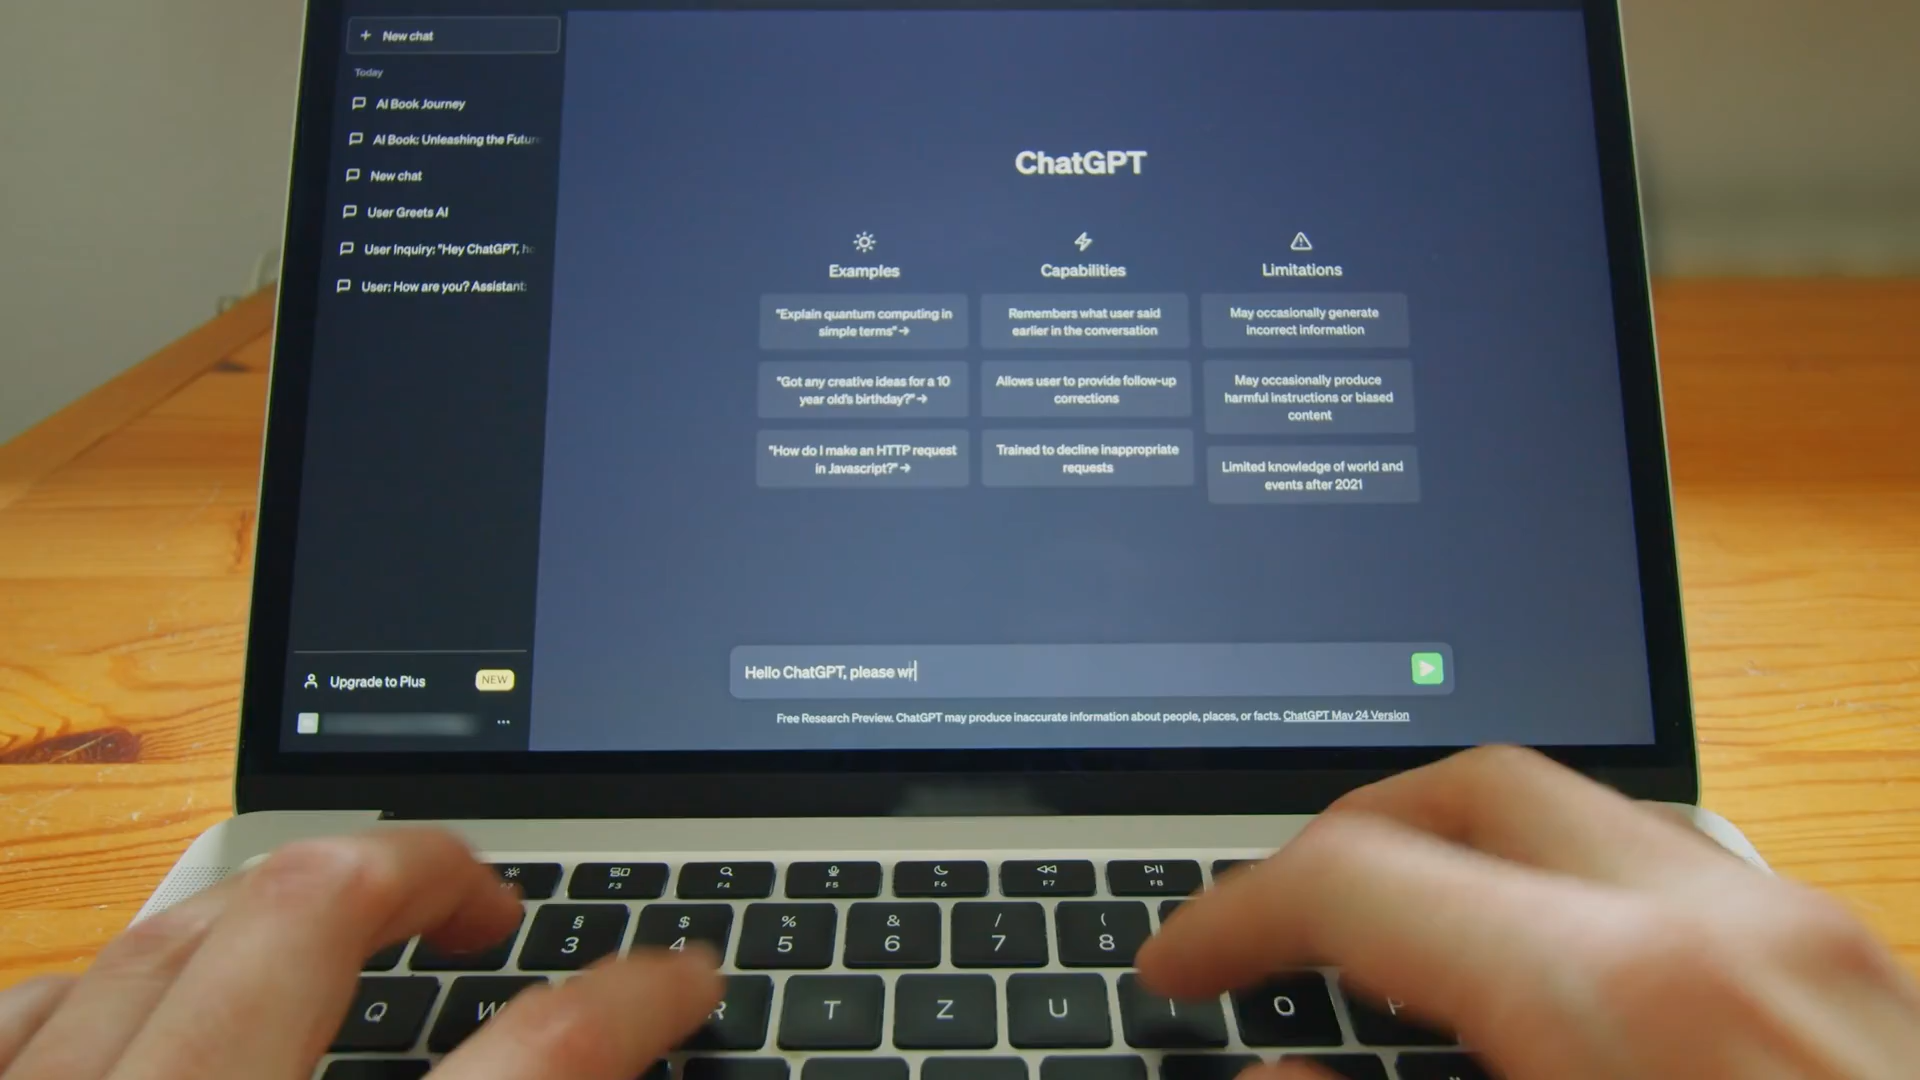 New chat
Today
AI Book Journey
AI Book: Unleashing the Futur
New chat
User Greets AI
User Inquiry: "Hey ChatGPT, h
User: How are you? Assistant:
Upgrade to Plus
NEW
ChatGPT
Examples
"Explain quantum computing in
simple terms" →
"Got any creative ideas for a 10
year old's birthday?" →
"How do I make an HTTP request
in Javascript?" →
Capabilities
Remembers what user said
earlier in the conversation
Allows user to provide follow-up
corrections
Trained to decline inappropriate
requests
Limitations
May occasionally generate
incorrect information
May occasionally produce
harmful instructions or biased
content
Limited knowledge of world and
events after 2021
Hello ChatGPT, please wr
Free Research Preview. ChatGPT may produce inaccurate information about people, places, or facts. ChatGPT May 24 Version
F3 F4 F5 F6 F7 F8
§ $ % & / (
3 4 5 6 7 8
Q W R T Z U I O P